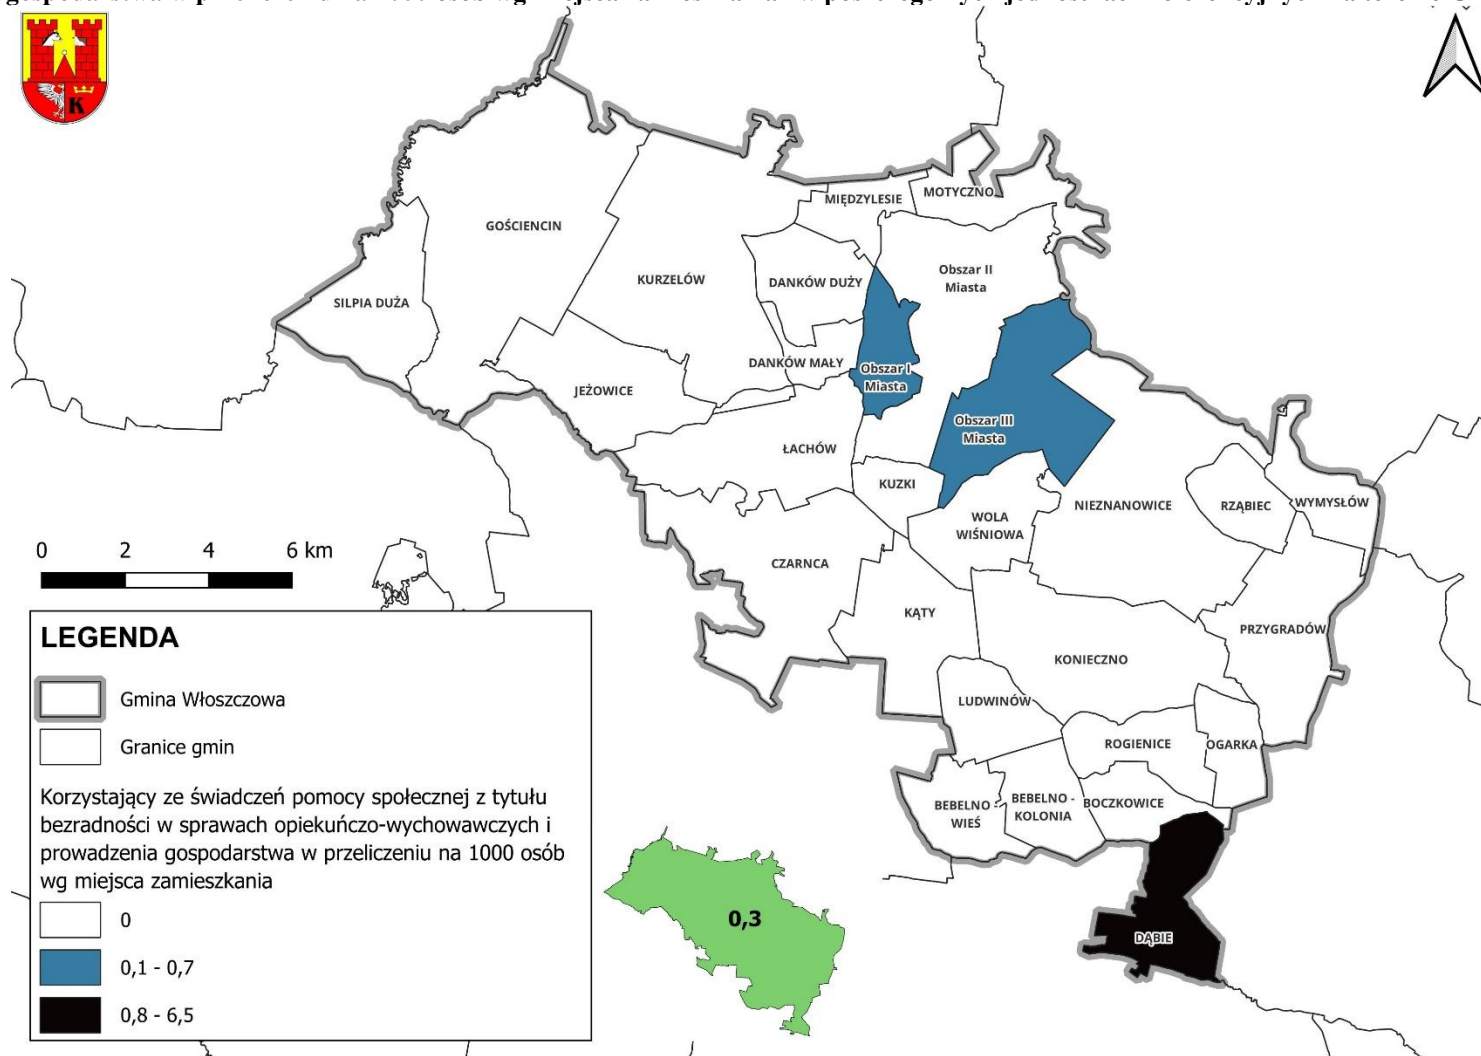 K
MIĘDZYLESIE
MOTYCZNO
GOŚCIENCIN
KURZELÓW
DANKÓW DUŻY
Obszar II
Miasta
SILPIA DUŻA
DANKÓW MAŁY
Obszar I
Miasta
JEŻOWICE
Obszar III
Miasta
ŁACHÓW
KUZKI
NIEZNANOWICE
RZĄBIEC
WYMYSŁÓW
WOLA
WIŚNIOWA
0 2 4 6 km
CZARNCA
KĄTY
PRZYGRADÓW
KONIECZNO
LUDWINÓW
ROGIENICE
OGARKA
BEBELNO -
WIEŚ
BEBELNO -
KOLONIA
BOCZKOWICE
DĄBIE
LEGENDA
Gmina Włoszczowa
Granice gmin
Korzystający ze świadczeń pomocy społecznej z tytułu
bezradności w sprawach opiekuńczo-wychowawczych i
prowadzenia gospodarstwa w przeliczeniu na 1000 osób
wg miejsca zamieszkania
0
0,1 - 0,7
0,8 - 6,5
0,3